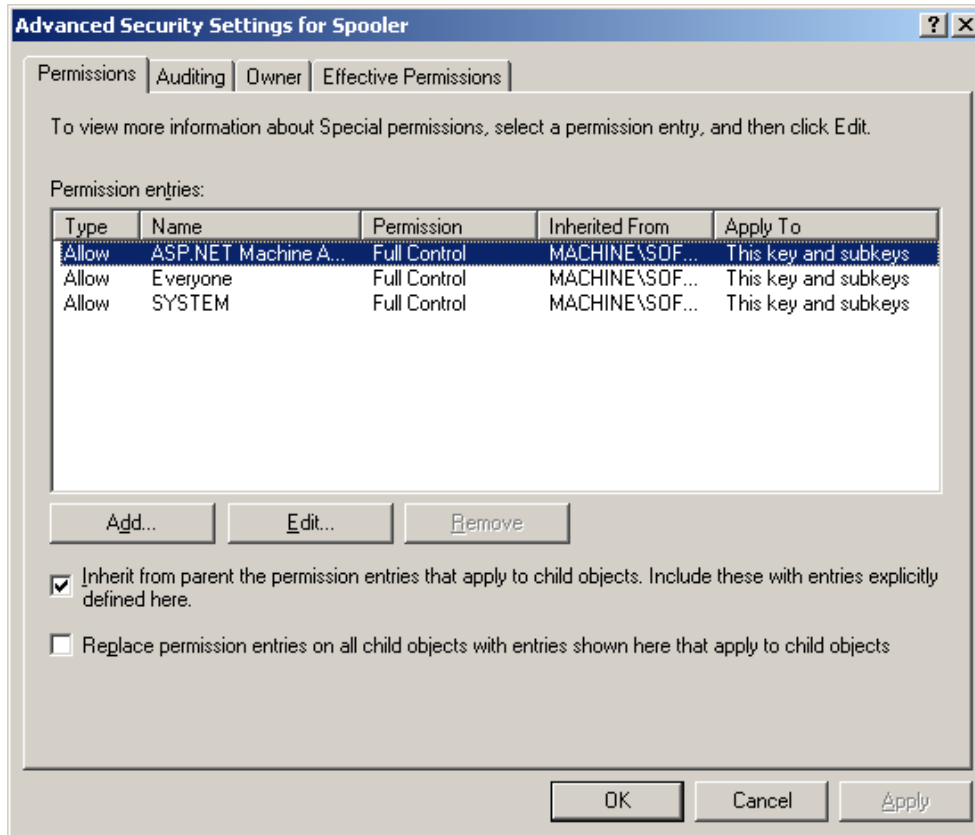 Advanced Security Settings for Spooler
Permissions Auditing Owner Effective Permissions
To view more information about Special permissions, select a permission entry, and then click Edit.
Permission entries:
Type Name Permission Inherited From Apply To
Allow ASP.NET Machine A... Full Control MACHINE\SOF... This key and subkeys
Allow Everyone Full Control MACHINE\SOF... This key and subkeys
Allow SYSTEM Full Control MACHINE\SOF... This key and subkeys
Add... Edit... Remove
Inherit from parent the permission entries that apply to child objects. Include these with entries explicitly
defined here.
Replace permission entries on all child objects with entries shown here that apply to child objects
OK Cancel Apply